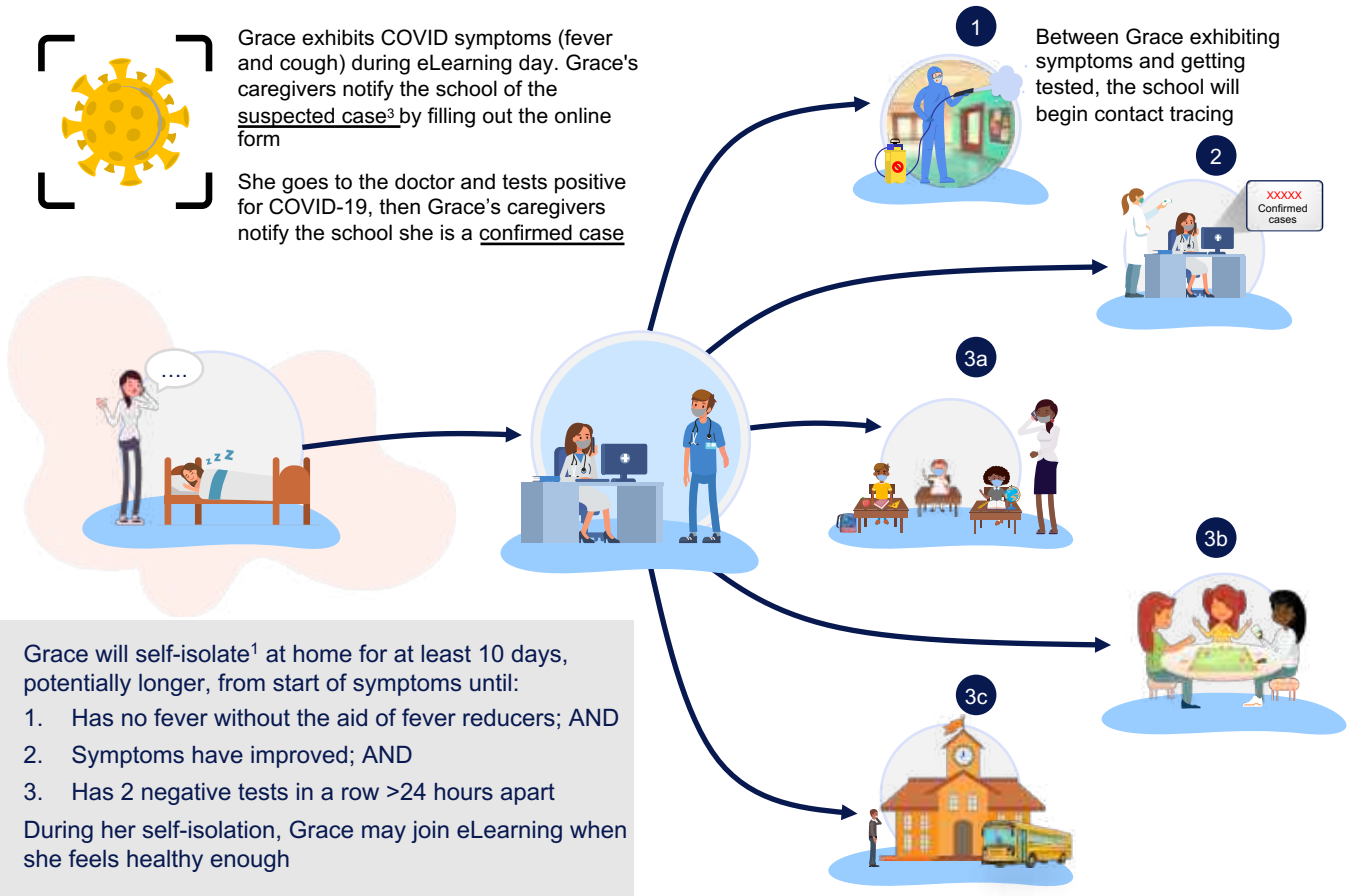 Grace exhibits COVID symptoms (fever
and cough) during eLearning day. Grace's
caregivers notify the school of the
suspected case³ by filling out the online
form
She goes to the doctor and tests positive
for COVID-19, then Grace’s caregivers
notify the school she is a confirmed case
1
Between Grace exhibiting
symptoms and getting
tested, the school will
begin contact tracing
2
XXXXX
Confirmed
cases
....
z z Z
3a
3b
3c
Grace will self-isolate¹ at home for at least 10 days,
potentially longer, from start of symptoms until:
1. Has no fever without the aid of fever reducers; AND
2. Symptoms have improved; AND
3. Has 2 negative tests in a row >24 hours apart
During her self-isolation, Grace may join eLearning when
she feels healthy enough